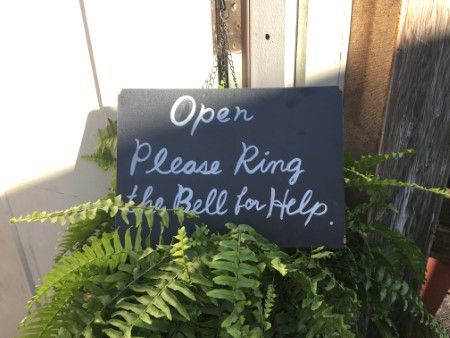 Open
Please Ring
the Bell for Help.